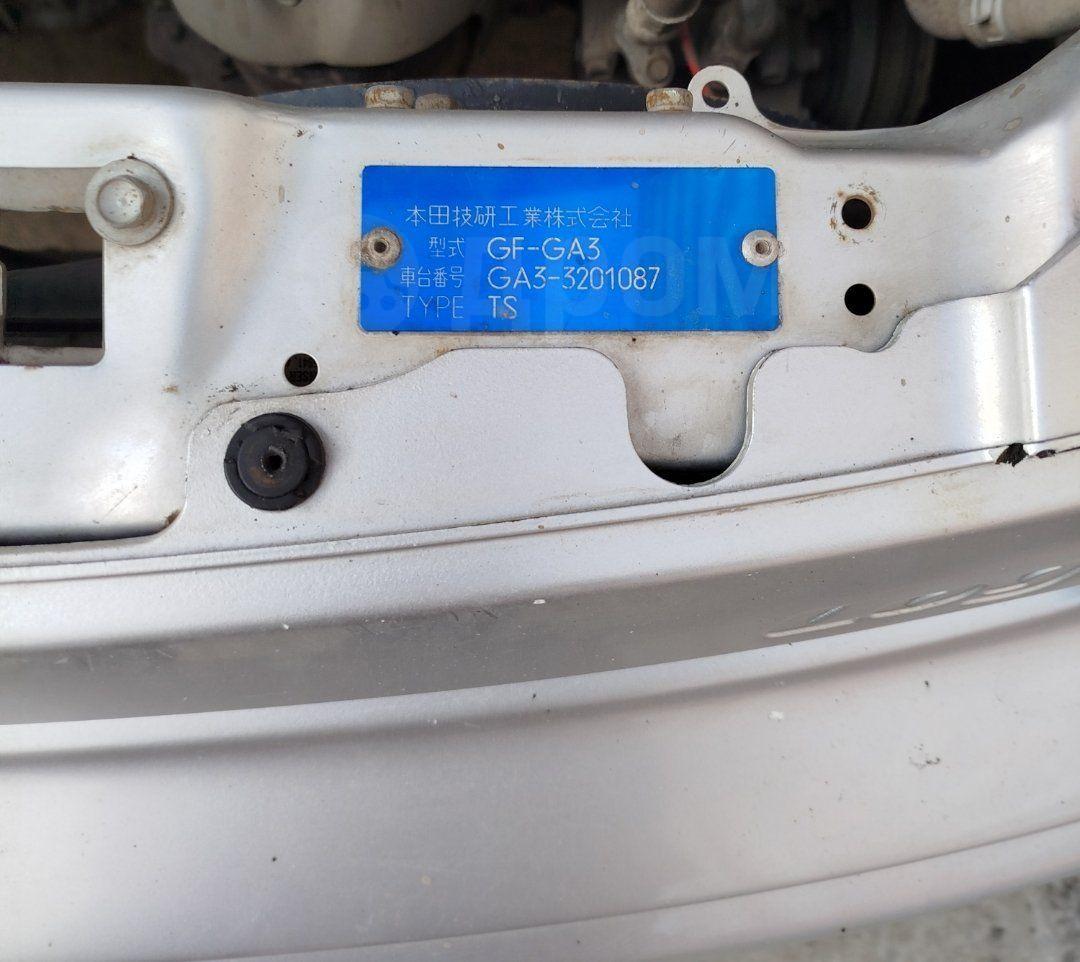 本田技研工業株式会社
型式 GF-GA3
車台番号 GA3-3201087
TYPE TS
Дром